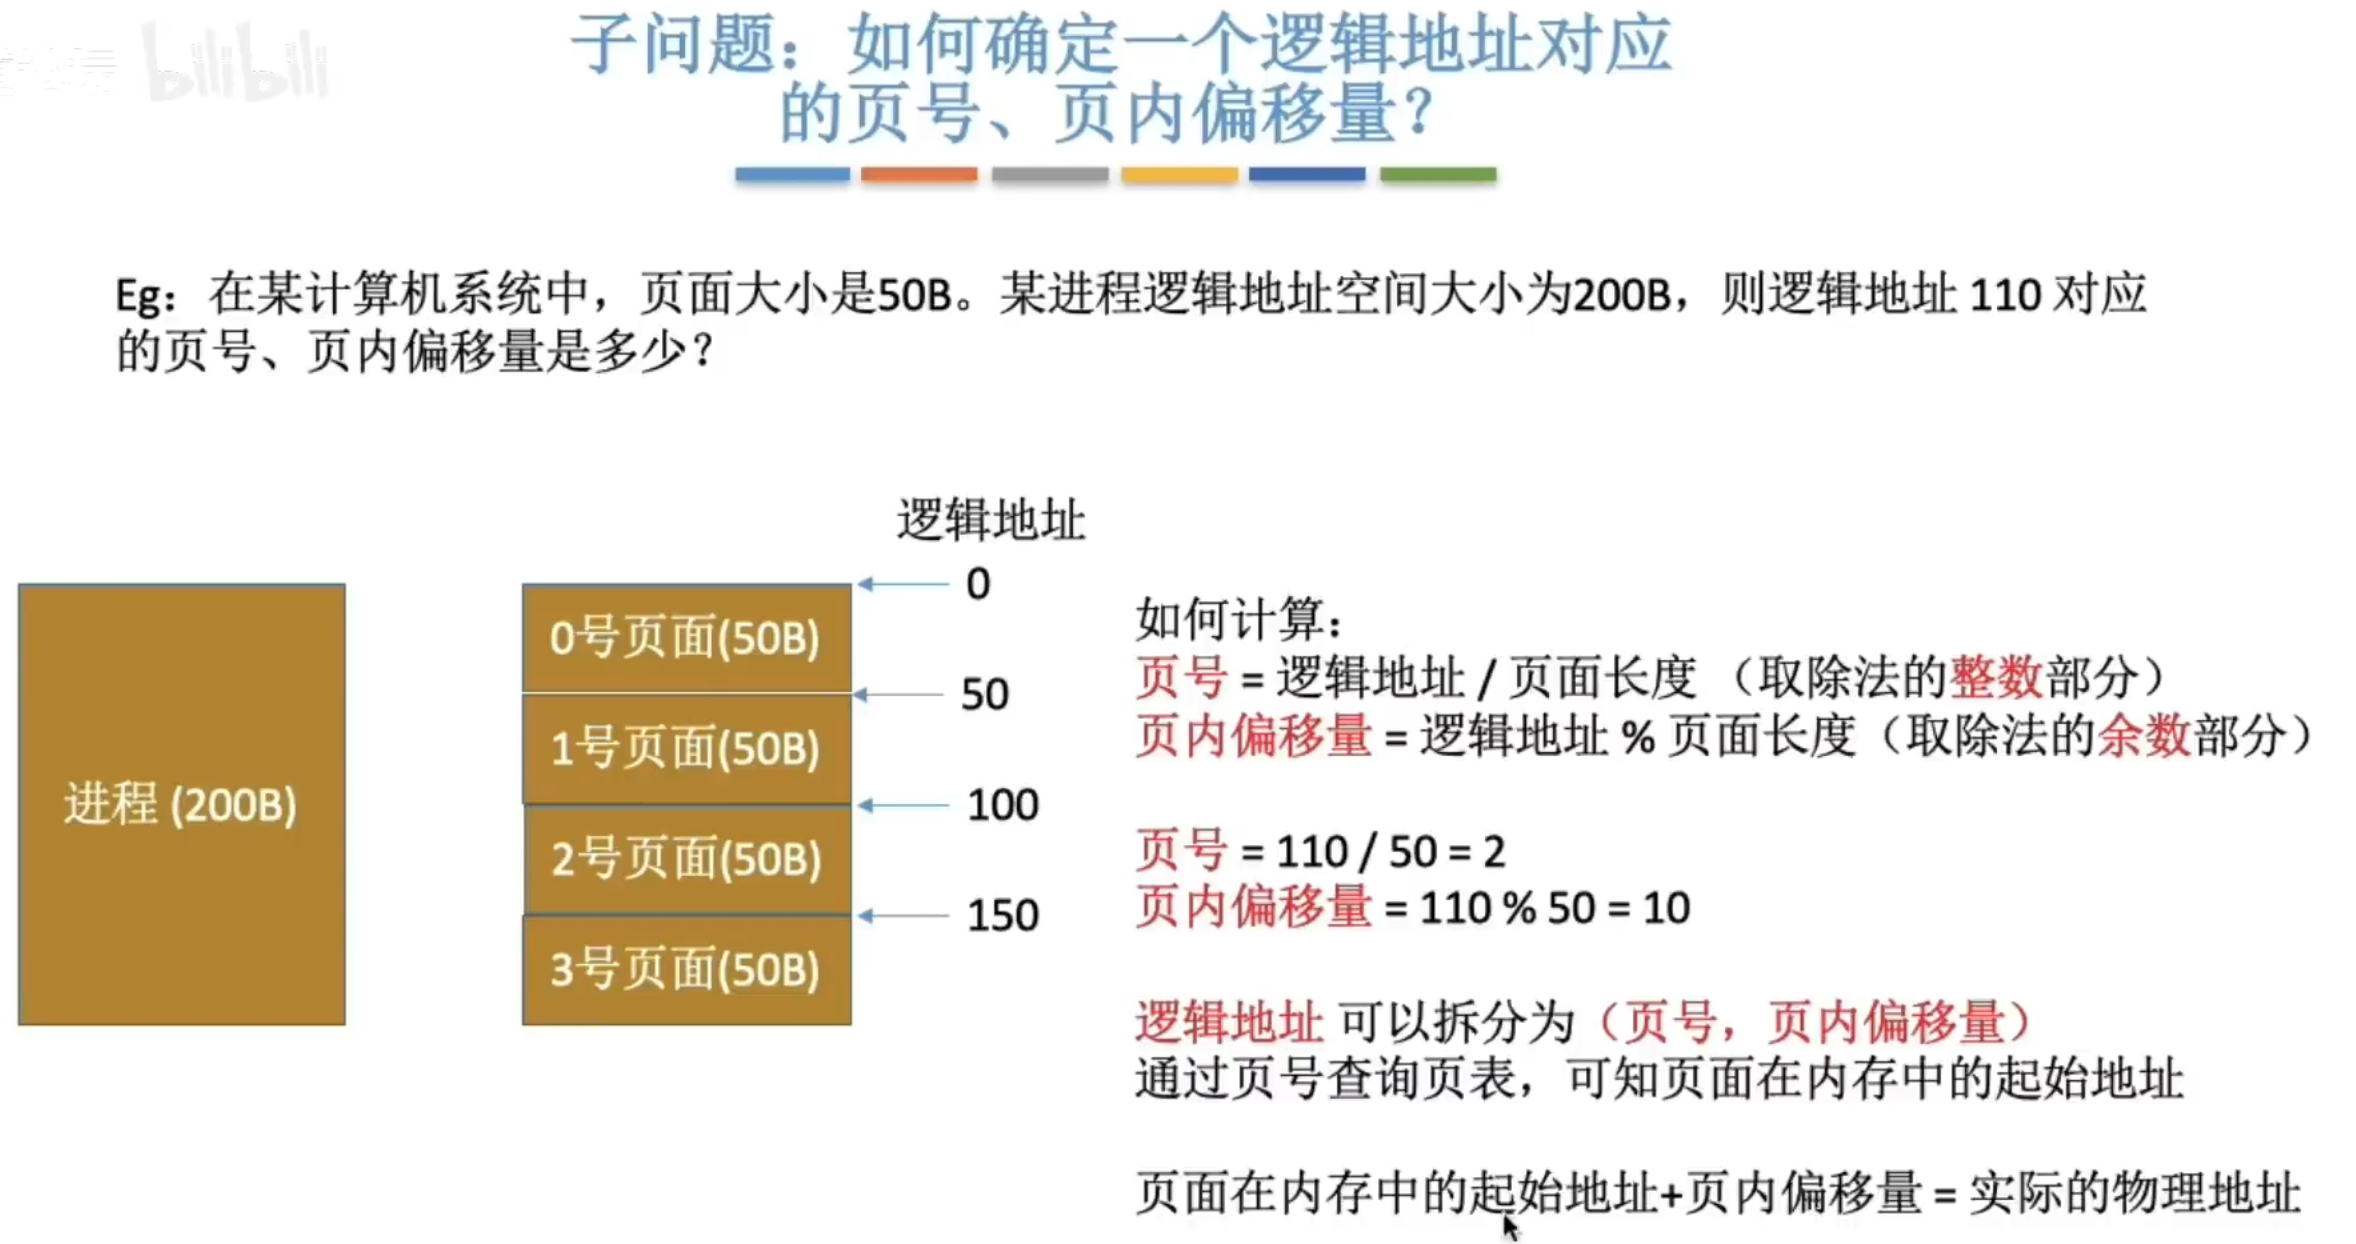 bilibili
子问题：如何确定一个逻辑地址对应
的页号、页内偏移量？
Eg：在某计算机系统中，页面大小是50B。某进程逻辑地址空间大小为200B，则逻辑地址 110 对应
的页号、页内偏移量是多少？
进程 (200B)
逻辑地址
0
0号页面(50B)
50
1号页面(50B)
100
2号页面(50B)
150
3号页面(50B)
如何计算：
页号 = 逻辑地址 / 页面长度 （取除法的整数部分）
页内偏移量 = 逻辑地址 % 页面长度（取除法的余数部分）
页号 = 110 / 50 = 2
页内偏移量 = 110 % 50 = 10
逻辑地址 可以拆分为（页号，页内偏移量）
通过页号查询页表，可知页面在内存中的起始地址
页面在内存中的起始地址+页内偏移量 = 实际的物理地址